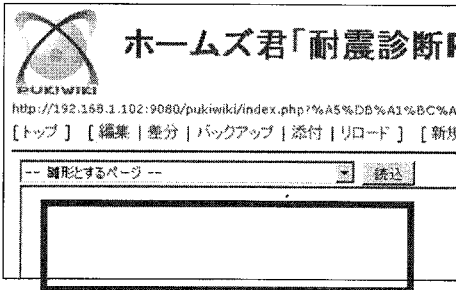 PUKIWIKI
ホームズ君「耐震診断
http://192.168.1.102:9080/pukiwiki/index.php?%A5%DB%A1%BC%A
[トップ] [編集 | 差分 | バックアップ | 添付 | リロード] [新規
-- 雛形とするページ -- 読込